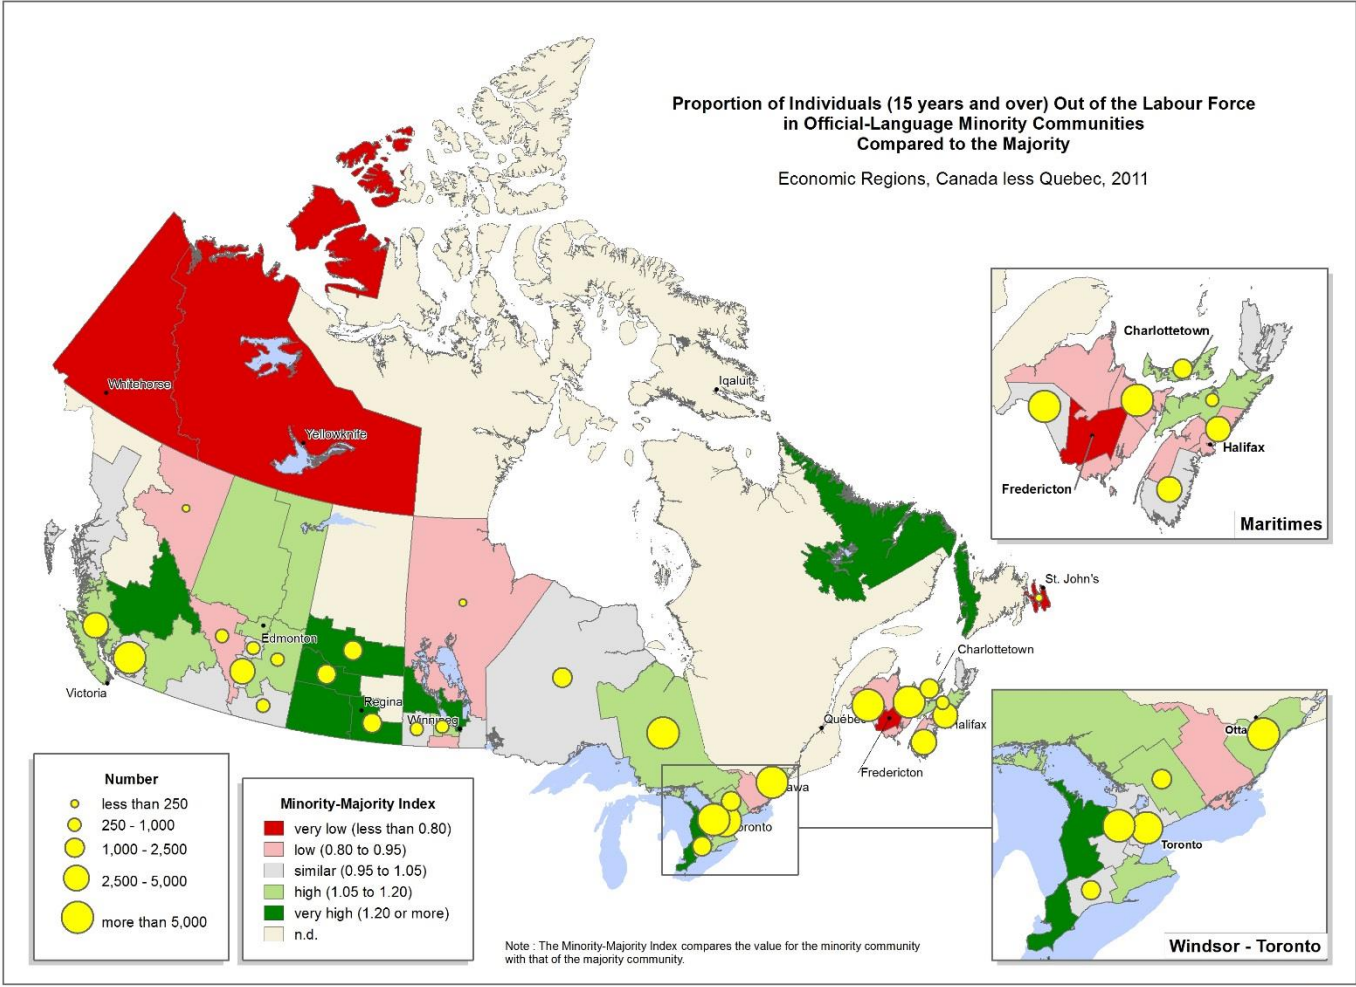 Proportion of Individuals (15 years and over) Out of the Labour Force
in Official-Language Minority Communities
Compared to the Majority
Economic Regions, Canada less Quebec, 2011
Whitehorse
Yellowknife
Iqaluit
Edmonton
Victoria
Regina
Winnipeg
St. John's
Charlottetown
Québec
Halifax
Fredericton
awa
oronto
Charlottetown
Halifax
Fredericton
Maritimes
Otta
Toronto
Windsor - Toronto
Number
less than 250
250 - 1,000
1,000 - 2,500
2,500 - 5,000
more than 5,000
Minority-Majority Index
very low (less than 0.80)
low (0.80 to 0.95)
similar (0.95 to 1.05)
high (1.05 to 1.20)
very high (1.20 or more)
n.d.
Note : The Minority-Majority Index compares the value for the minority community
with that of the majority community.